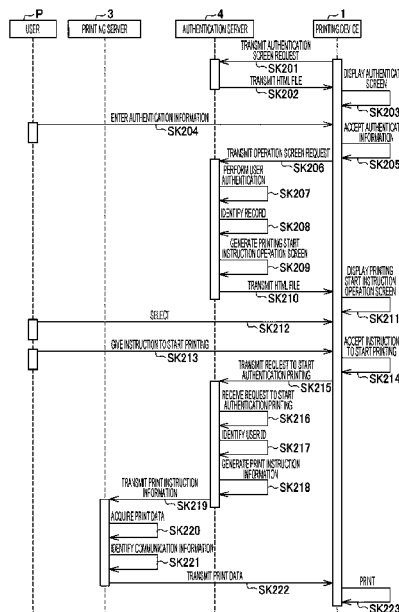 P
3
4
1
USER
PRINTING SERVER
AUTHENTICATION SERVER
PRINTING DEVICE
TRANSMIT AUTHENTICATION
SCREEN REQUEST
SK201
TRANSMIT HTML FILE
SK202
DISPLAY AUTHENTICAT
SCREEN
SK203
ENTER AUTHENTICATION INFORMATION
SK204
ACCEPT AUTHENTICAT
INFORMATION
SK205
TRANSMIT OPERATION SCREEN REQUEST
SK206
PERFORM USER
AUTHENTICATION
SK207
IDENTIFY RECORD
SK208
GENERATE PRINTING START
INSTRUCTION OPERATION SCREEN
SK209
TRANSMIT HTML FILE
SK210
DISPLAY PRINTING
START INSTRUCTION
OPERATION SCREEN
SK211
SELECT
SK212
GIVE INSTRUCTION TO START PRINTING
SK213
ACCEPT INSTRUCTION
TO START PRINTING
SK214
TRANSMIT REQUEST TO START
AUTHENTICATION PRINTING
SK215
RECEIVE REQUEST TO START
AUTHENTICATION PRINTING
SK216
IDENTIFY USER ID
SK217
GENERATE PRINT INSTRUCTION
INFORMATION
SK218
TRANSMIT PRINT INSTRUCTION
INFORMATION
SK219
ACQUIRE PRINT DATA
SK220
IDENTIFY COMMUNICATION INFORMATION
SK221
TRANSMIT PRINT DATA
SK222
PRINT
SK223